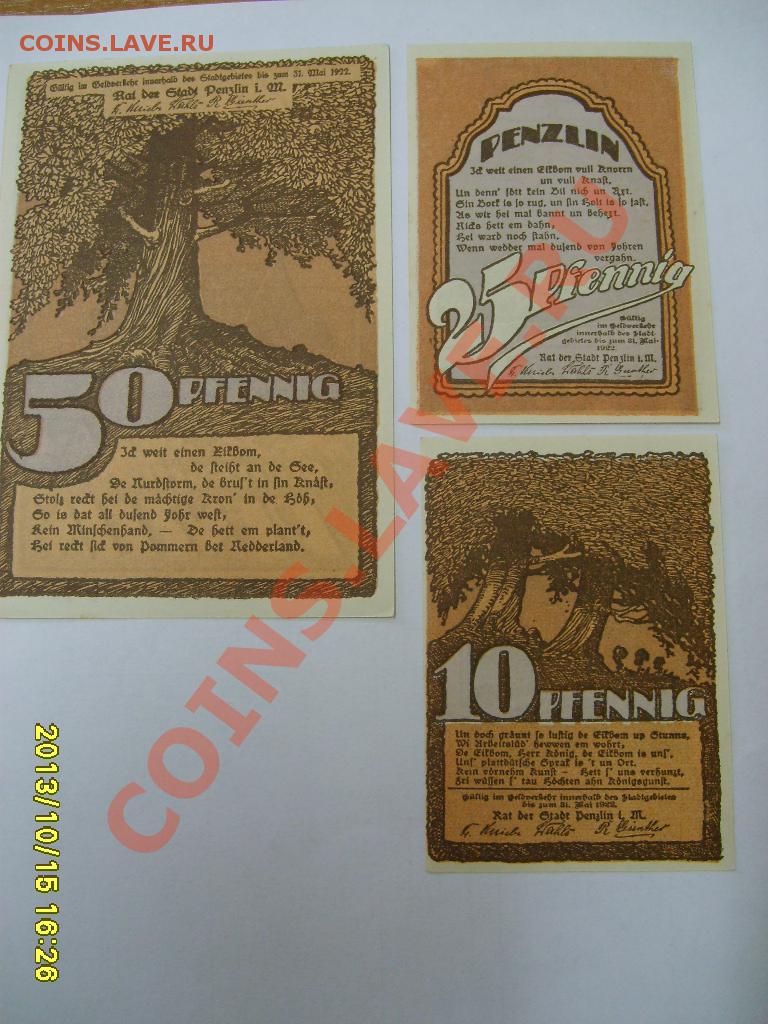 COINS.LAVE.RU
Gültig im Geldverkehr innerhalb des Stadtgebietes bis zum 31. Mai 1922.
Rat der Stadt Penzlin i. M.
50 PFENNIG
Ick weit einen Eikbom,
de steiht an de See,
De Nurdstorm, de brus't in sin Knäst,
Stolz reckt hei de mächtige Kron' in de Höh,
So is dat all dusend Johr west,
Kein Minschenhand, — De hett em plant't,
Hei reckt sick von Pommern bet Nedderland.
PENZLIN
Ick weit einen Eikbom vull Knorrn
un vull Knast,
Un denn' fött kein Bil nich un Äxt.
Sin Bork is so rug, un sin Holt is so fast,
As wir hei mal bannt un behext.
Nicks hett em dahn,
Hei ward noch stahn,
Wenn wedder mal dusend von Johren
vergahn.
25 Pfennig
Gültig
im Geldverkehr
innerhalb des Stadt-
gebietes bis zum 31. Mai
1922
Rat der Stadt Penzlin i. M.
10 PFENNIG
Un doch gräunt so lustig de Eikbom up Stunns,
Wi Arbeitslüd' hewwen em wohrt,
De Eikbom, Herr König, de Eikbom is uns',
Uns' plattdütsche Sprak is 't un Ort.
Kein vörnehm Kunst — Hett s' uns verhunzt,
Fri wüssen s' tau Höchten ahn Königsgunst.
Gültig im Geldverkehr innerhalb des Stadtgebietes
bis zum 31. Mai 1922.
Rat der Stadt Penzlin i. M.
COINS.LAVE.RU
2013/10/15 16:26